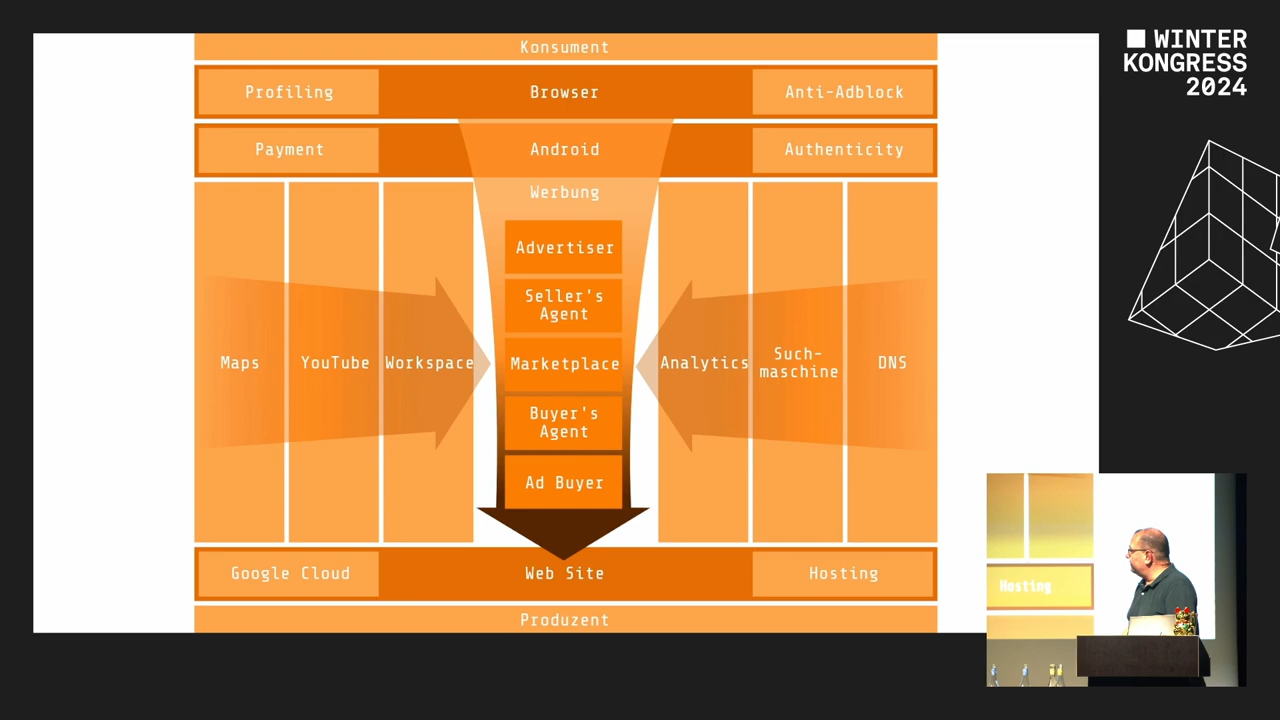 Konsument
Profiling
Browser
Anti-Adblock
Payment
Android
Authenticity
Werbung
Advertiser
Seller's
Agent
Marketplace
Buyer's
Agent
Ad Buyer
Maps
YouTube
Workspace
Analytics
Such-
maschine
DNS
Google Cloud
Web Site
Hosting
Produzent
WINTER
KONGRESS
2024
Hosting